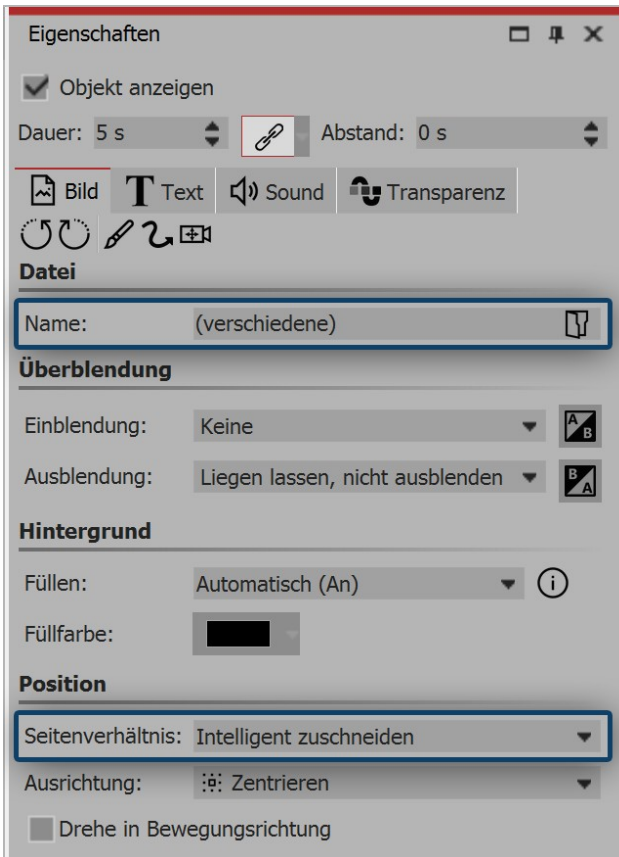 Eigenschaften
Objekt anzeigen
Dauer: 5 s Abstand: 0 s
Bild Text Sound Transparenz
Datei
Name: (verschiedene)
Überblendung
Einblendung: Keine A B
Ausblendung: Liegen lassen, nicht ausblenden B A
Hintergrund
Füllen: Automatisch (An)
Füllfarbe:
Position
Seitenverhältnis: Intelligent zuschneiden
Ausrichtung: Zentrieren
Drehe in Bewegungsrichtung